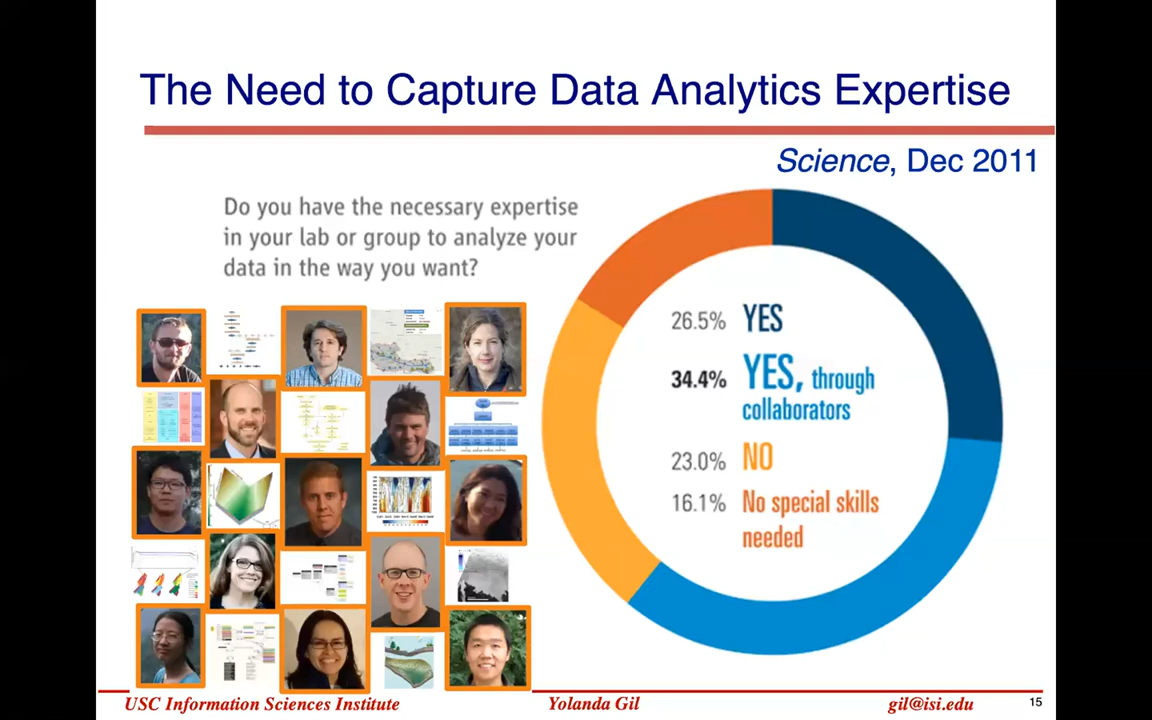 The Need to Capture Data Analytics Expertise
Science, Dec 2011
Do you have the necessary expertise
in your lab or group to analyze your
data in the way you want?
26.5% YES
34.4% YES, through
collaborators
23.0% NO
16.1% No special skills
needed
USC Information Sciences Institute
Yolanda Gil
gil@isi.edu
15